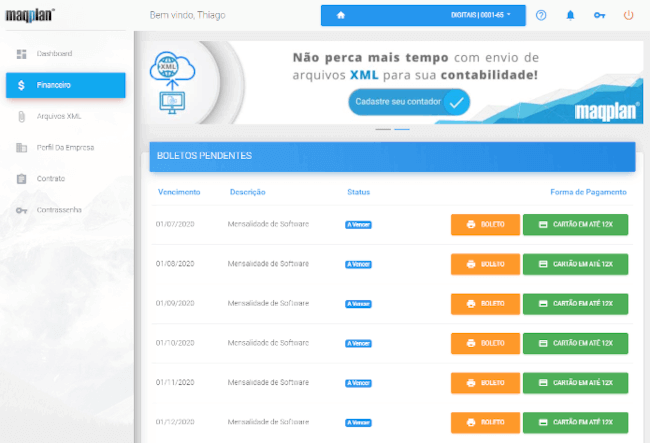 maqplan®
Bem vindo, Thiago
DIGITAIS | 0001-65
Dashboard
Financeiro
Arquivos XML
Perfil Da Empresa
Contrato
Contrassenha
XML
Não perca mais tempo com envio de
arquivos XML para sua contabilidade!
Cadastre seu contador
maqplan®
BOLETOS PENDENTES
Vencimento Descrição Status Forma de Pagamento
01/07/2020 Mensalidade de Software A Vencer BOLETO CARTÃO EM ATÉ 12X
01/08/2020 Mensalidade de Software A Vencer BOLETO CARTÃO EM ATÉ 12X
01/09/2020 Mensalidade de Software A Vencer BOLETO CARTÃO EM ATÉ 12X
01/10/2020 Mensalidade de Software A Vencer BOLETO CARTÃO EM ATÉ 12X
01/11/2020 Mensalidade de Software A Vencer BOLETO CARTÃO EM ATÉ 12X
01/12/2020 Mensalidade de Software A Vencer BOLETO CARTÃO EM ATÉ 12X